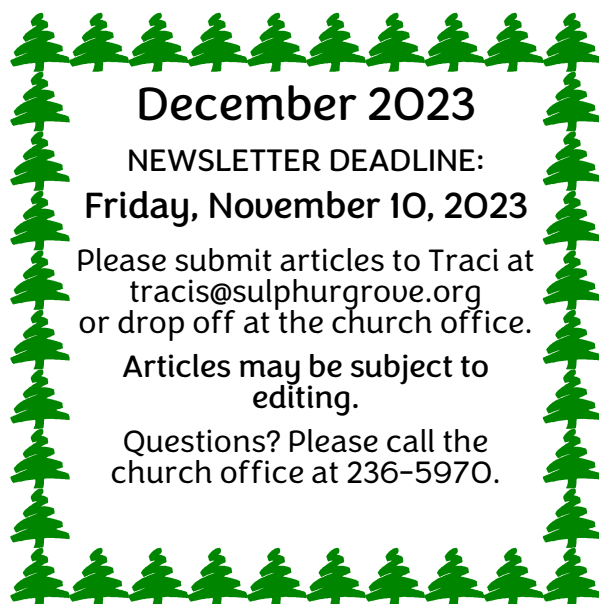 December 2023
NEWSLETTER DEADLINE:
Friday, November 10, 2023
Please submit articles to Traci at
tracis@sulphurgrove.org
or drop off at the church office.
Articles may be subject to
editing.
Questions? Please call the
church office at 236-5970.